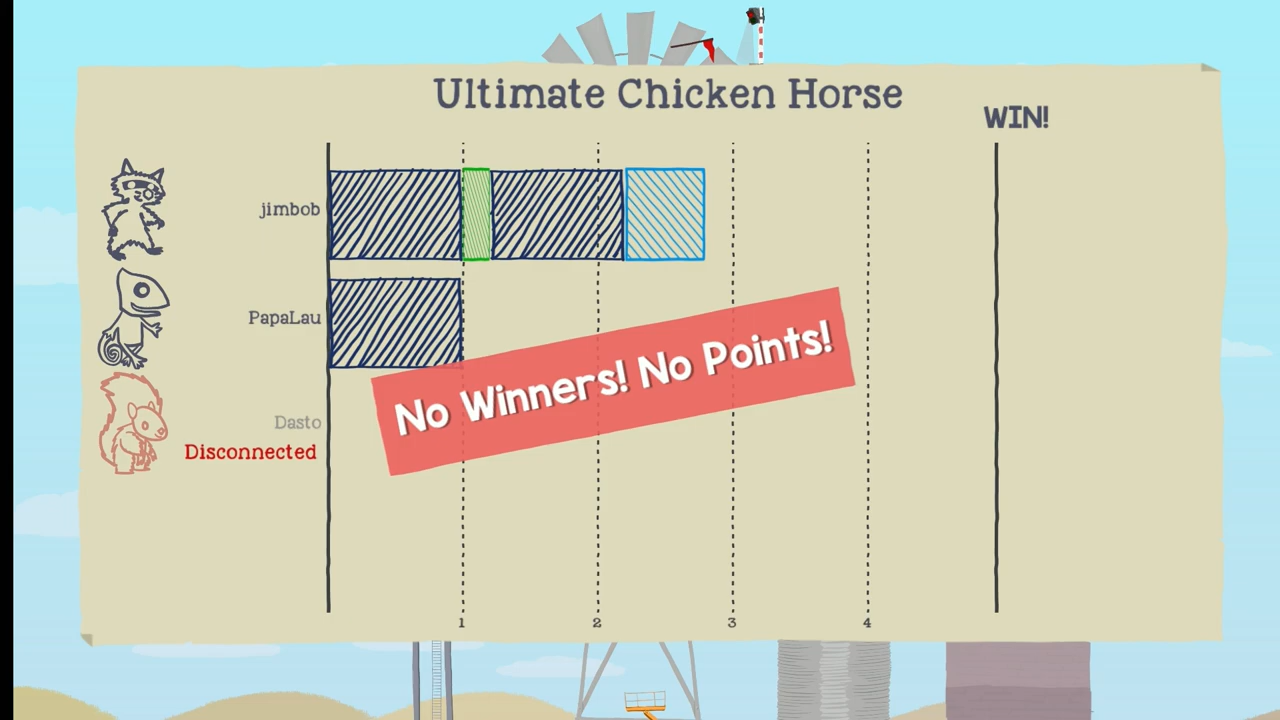 Ultimate Chicken Horse
WIN!
jimbob
PapaLau
No Winners! No Points!
Dasto
Disconnected
1 2 3 4